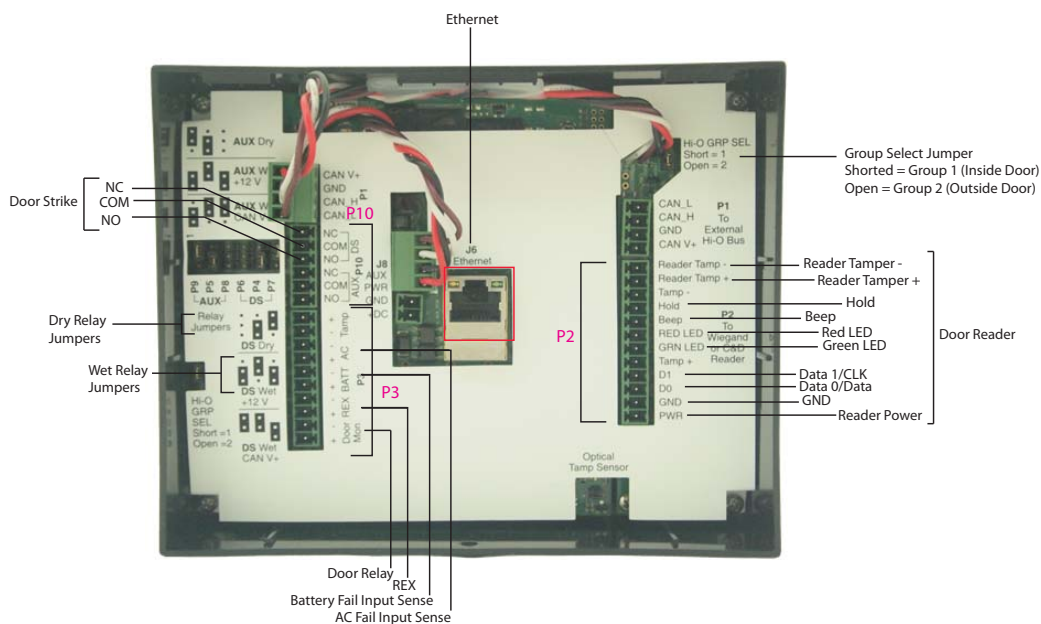 Ethernet
AUX Dry
AUX W
+12 V
AUX W
CAN V+
CAN V+
GND
CAN_H
CAN_L
P1
P10
NC
COM
NO
DS
NC
COM
NO
AUX
P10
Door Strike
NC
COM
NO
P9
P5
P8
P6
P4
P7
AUX
DS
Relay
Jumpers
DS Dry
DS Wet
+12 V
DS Wet
CAN V+
Dry Relay
Jumpers
Wet Relay
Jumpers
Hi-O
GRP
SEL
Short =1
Open =2
+
-
Tamp
+
-
AC
+
-
BATT
+
-
REX
+
-
Door
Mon
P3
P3
J8
AUX
PWR
GND
+DC
J6
Ethernet
Hi-O GRP SEL
Short = 1
Open = 2
Group Select Jumper
Shorted = Group 1 (Inside Door)
Open = Group 2 (Outside Door)
CAN_L
CAN_H
GND
CAN V+
P1
To
External
Hi-O Bus
P2
Reader Tamp -
Reader Tamp +
Tamp -
Hold
Beep
RED LED
GRN LED
Tamp +
D1
D0
GND
PWR
P2
To
Wiegand
or C&D
Reader
Reader Tamper -
Reader Tamper +
Hold
Beep
Red LED
Green LED
Data 1/CLK
Data 0/Data
GND
Reader Power
Door Reader
Optical
Tamp Sensor
Door Relay
REX
Battery Fail Input Sense
AC Fail Input Sense